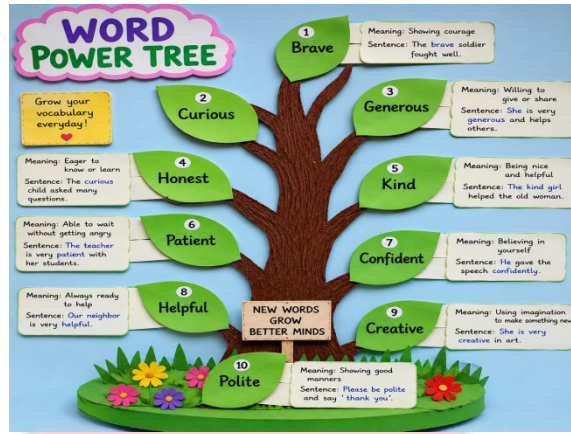 WORD
POWER TREE
Grow your
vocabulary
everyday!
1
Brave
Meaning: Showing courage
Sentence: The brave soldier
fought well.
2
Curious
3
Generous
Meaning: Willing to
give or share
Sentence: She is very
generous and helps
others.
4
Honest
Meaning: Eager to
know or learn
Sentence: The curious
child asked many
questions.
5
Kind
Meaning: Being nice
and helpful
Sentence: The kind girl
helped the old woman.
6
Patient
Meaning: Able to wait
without getting angry
Sentence: The teacher
is very patient with
her students.
7
Confident
Meaning: Believing in
yourself
Sentence: He gave the
speech confidently.
8
Helpful
Meaning: Always ready
to help
Sentence: Our neighbor
is very helpful.
NEW WORDS
GROW
BETTER MINDS
9
Creative
Meaning: Using imagination
to make something new
Sentence: She is very
creative in art.
10
Polite
Meaning: Showing good
manners
Sentence: Please be polite
and say 'thank you'.